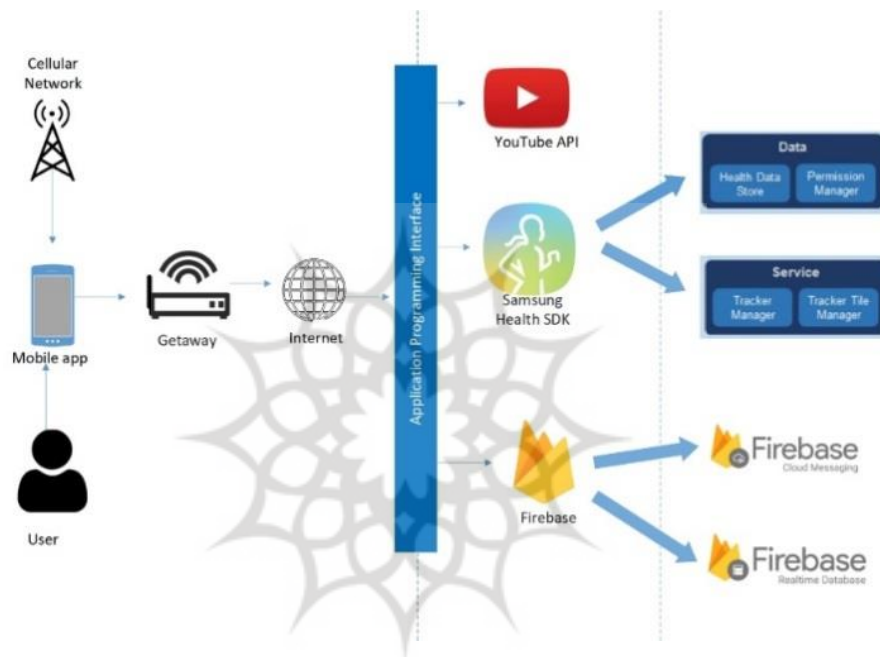 Cellular
Network
Mobile app
User
Getaway
Internet
Application Programming Interface
YouTube API
Samsung
Health SDK
Firebase
Data
Health Data
Store
Permission
Manager
Service
Tracker
Manager
Tracker Tile
Manager
Firebase
Cloud Messaging
Firebase
Realtime Database